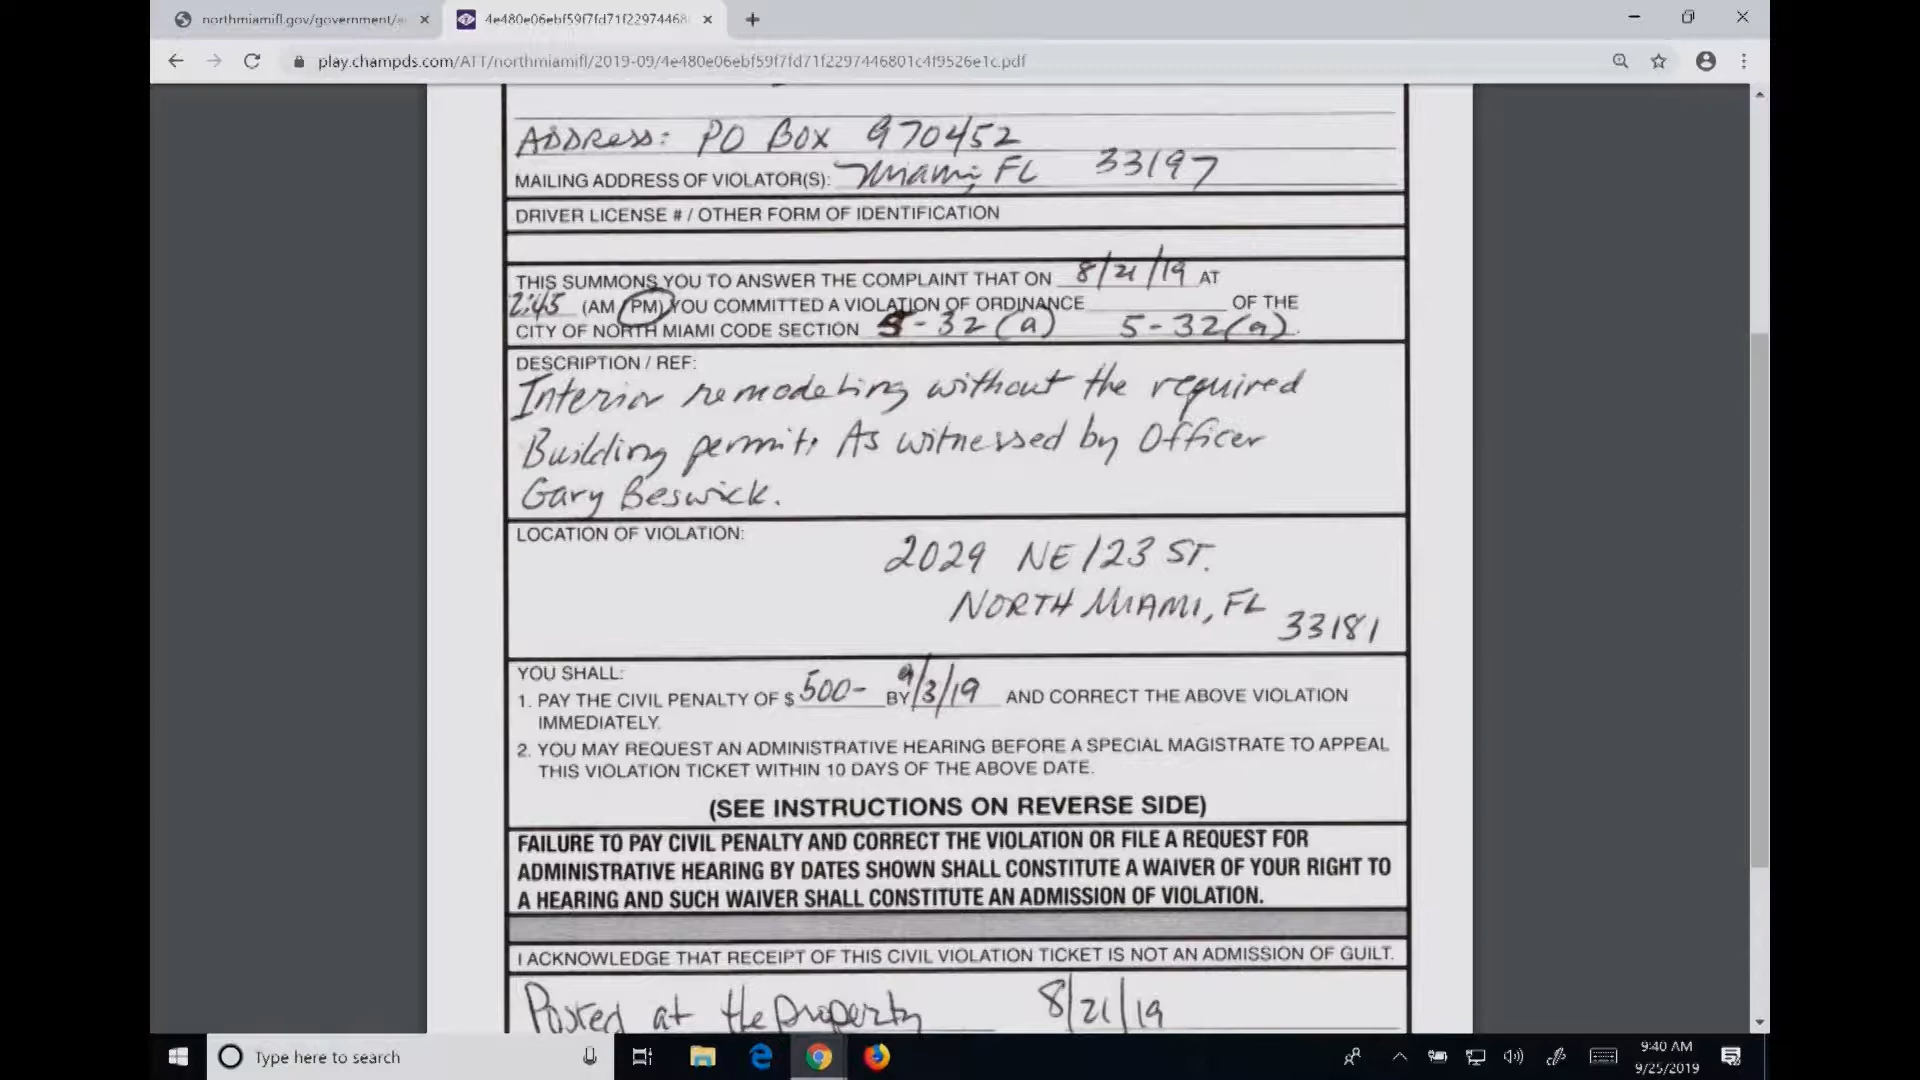 northmiamifl.gov/government/
4e480e06ebf59f7fd71f22974468
play.champds.com/ATT/northmiamifl/2019-09/4e480e06ebf59f7fd71f2297446801c4f9526e1c.pdf
Address: PO Box 970452
MAILING ADDRESS OF VIOLATOR(S): Miami, FL 33197
DRIVER LICENSE # / OTHER FORM OF IDENTIFICATION
THIS SUMMONS YOU TO ANSWER THE COMPLAINT THAT ON 8/21/19 AT
2:45 (AM PM) YOU COMMITTED A VIOLATION OF ORDINANCE OF THE
CITY OF NORTH MIAMI CODE SECTION 5-32(a) 5-32(a).
DESCRIPTION / REF:
Interior remodeling without the required
Building permit. As witnessed by Officer
Gary Beswick.
LOCATION OF VIOLATION:
2029 NE 123 ST.
NORTH MIAMI, FL
33181
YOU SHALL:
1. PAY THE CIVIL PENALTY OF $ 500- BY 9/3/19 AND CORRECT THE ABOVE VIOLATION
IMMEDIATELY.
2. YOU MAY REQUEST AN ADMINISTRATIVE HEARING BEFORE A SPECIAL MAGISTRATE TO APPEAL
THIS VIOLATION TICKET WITHIN 10 DAYS OF THE ABOVE DATE.
(SEE INSTRUCTIONS ON REVERSE SIDE)
FAILURE TO PAY CIVIL PENALTY AND CORRECT THE VIOLATION OR FILE A REQUEST FOR
ADMINISTRATIVE HEARING BY DATES SHOWN SHALL CONSTITUTE A WAIVER OF YOUR RIGHT TO
A HEARING AND SUCH WAIVER SHALL CONSTITUTE AN ADMISSION OF VIOLATION.
I ACKNOWLEDGE THAT RECEIPT OF THIS CIVIL VIOLATION TICKET IS NOT AN ADMISSION OF GUILT.
Posted at the property 8/21/19
Type here to search
9:40 AM
9/25/2019